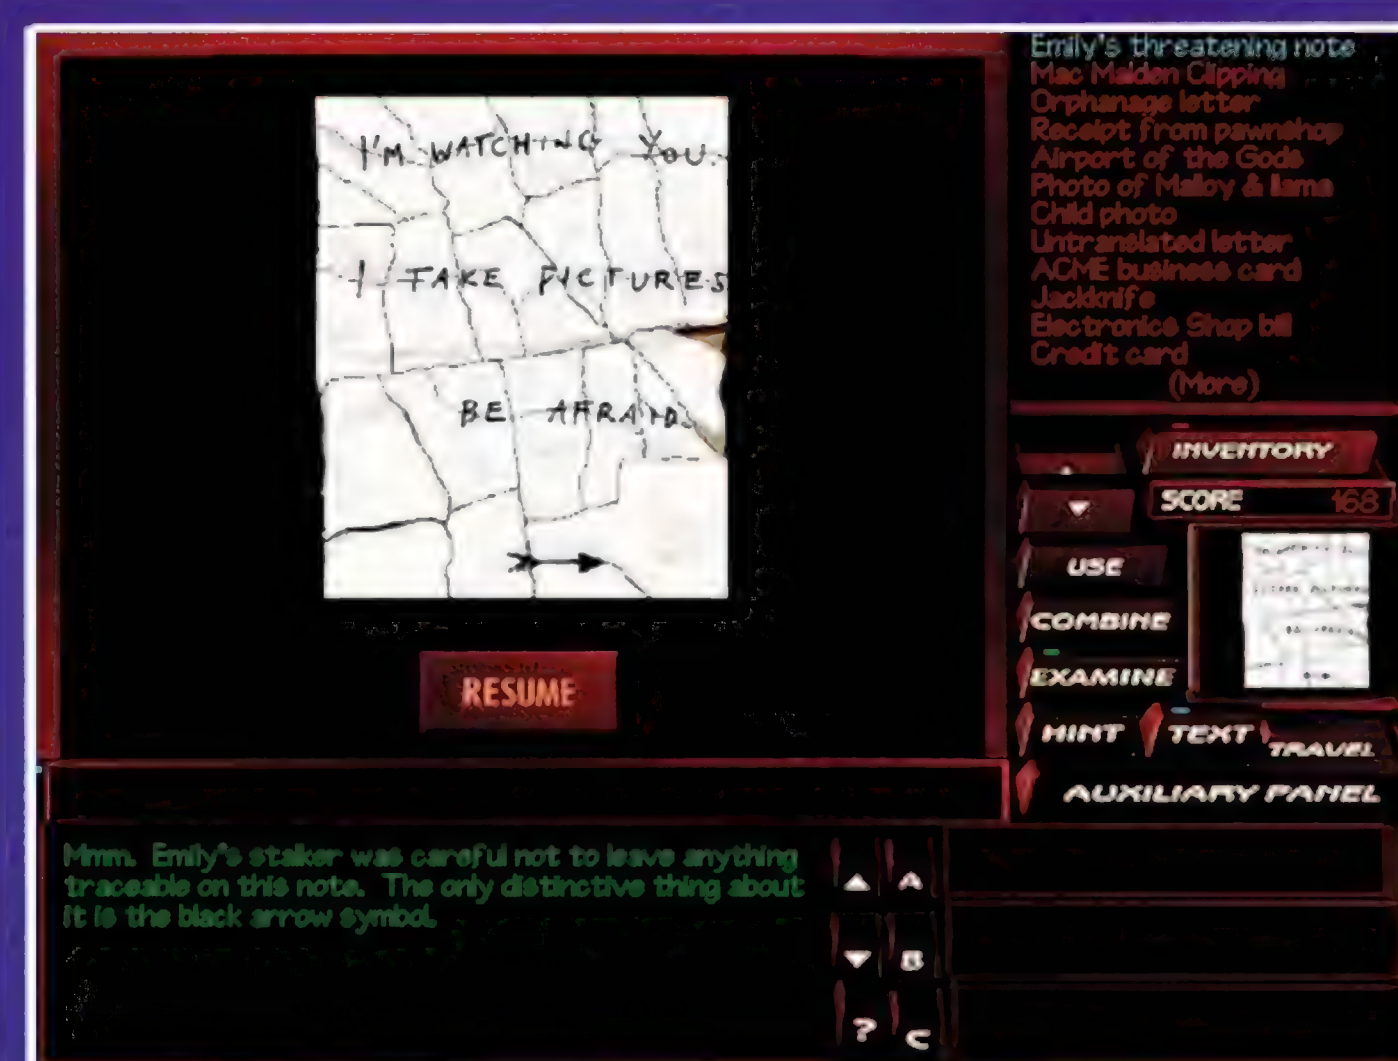 I'M WATCHING YOU.
I TAKE PICTURES
BE AFRAID.
RESUME
Emily's threatening note
Mac Malden Clipping
Orphanage letter
Receipt from pawnshop
Airport of the Gods
Photo of Malloy & llama
Child photo
Untranslated letter
ACME business card
Jackknife
Electronics Shop bill
Credit card
(More)
INVENTORY
SCORE 168
USE
COMBINE
EXAMINE
HINT TEXT TRAVEL
AUXILIARY PANEL
Mmm. Emily's stalker was careful not to leave anything
traceable on this note. The only distinctive thing about
it is the black arrow symbol.
A
B
? C